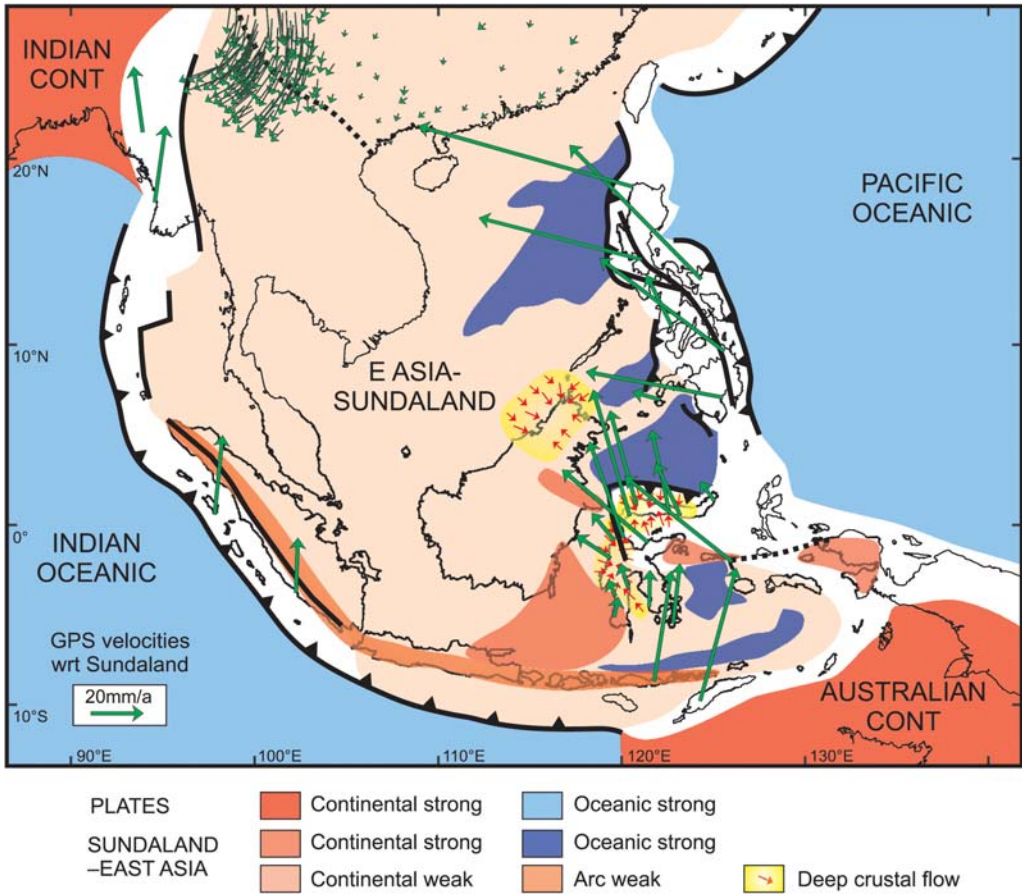 INDIAN
CONT
20°N
PACIFIC
OCEANIC
10°N
E ASIA-
SUNDALAND
0°
INDIAN
OCEANIC
GPS velocities
wrt Sundaland
20mm/a
AUSTRALIAN
CONT
10°S
90°E 100°E 110°E 120°E 130°E
PLATES Continental strong Oceanic strong
SUNDALAND
–EAST ASIA
Continental strong Oceanic strong
Continental weak Arc weak Deep crustal flow